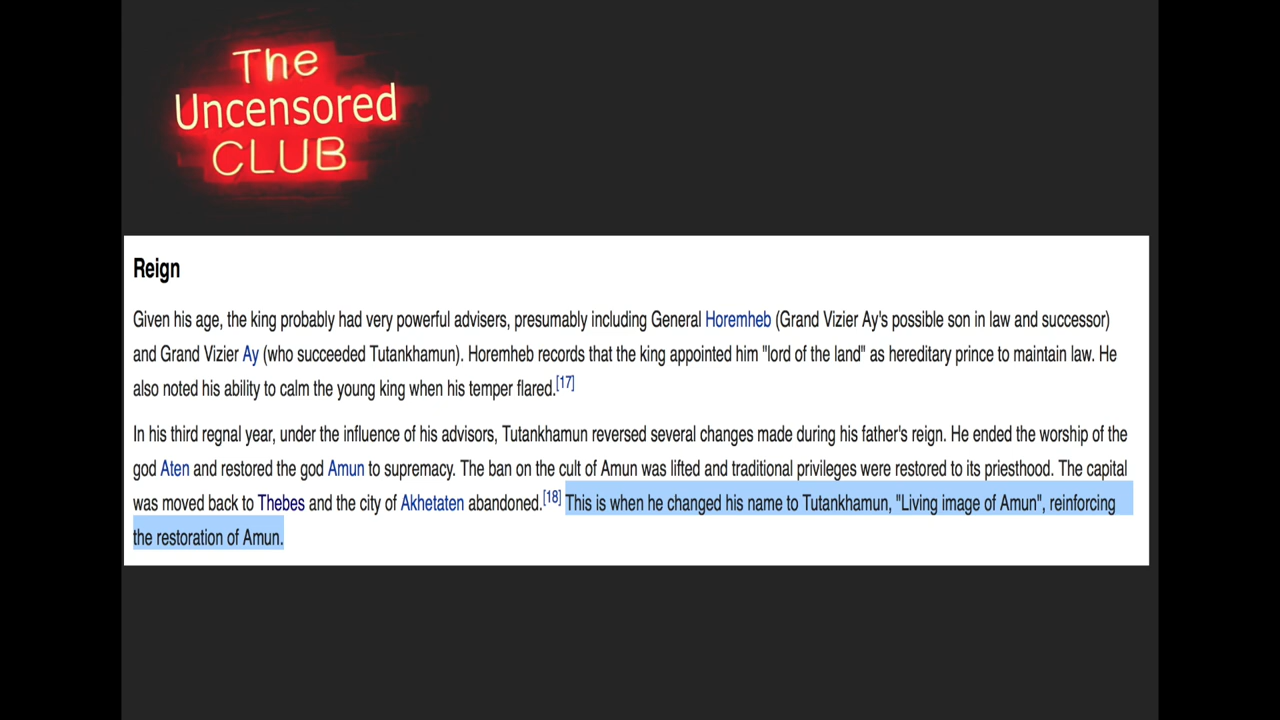 The
Uncensored
CLUB
Reign
Given his age, the king probably had very powerful advisers, presumably including General Horemheb (Grand Vizier Ay's possible son in law and successor)
and Grand Vizier Ay (who succeeded Tutankhamun). Horemheb records that the king appointed him "lord of the land" as hereditary prince to maintain law. He
also noted his ability to calm the young king when his temper flared.[17]
In his third regnal year, under the influence of his advisors, Tutankhamun reversed several changes made during his father's reign. He ended the worship of the
god Aten and restored the god Amun to supremacy. The ban on the cult of Amun was lifted and traditional privileges were restored to its priesthood. The capital
was moved back to Thebes and the city of Akhetaten abandoned.[18] This is when he changed his name to Tutankhamun, "Living image of Amun", reinforcing
the restoration of Amun.